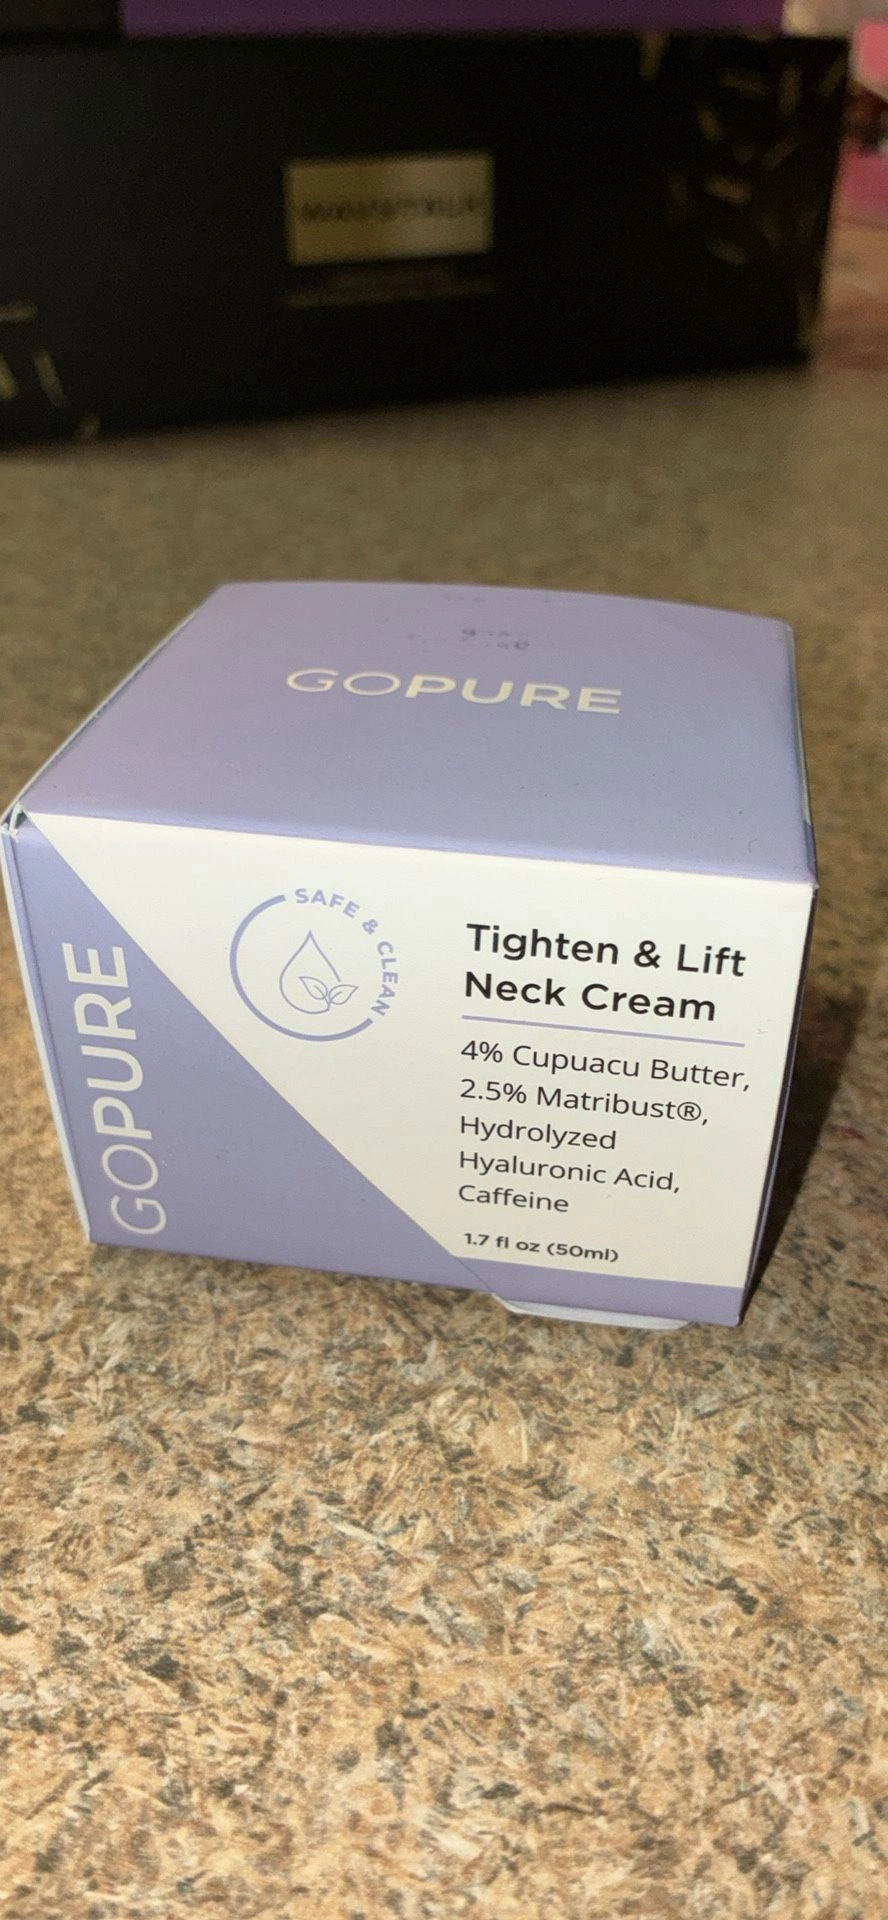 GOPURE
GOPURE
SAFE & CLEAN
Tighten & Lift
Neck Cream
4% Cupuacu Butter,
2.5% Matribust®,
Hydrolyzed
Hyaluronic Acid,
Caffeine
1.7 fl oz (50ml)